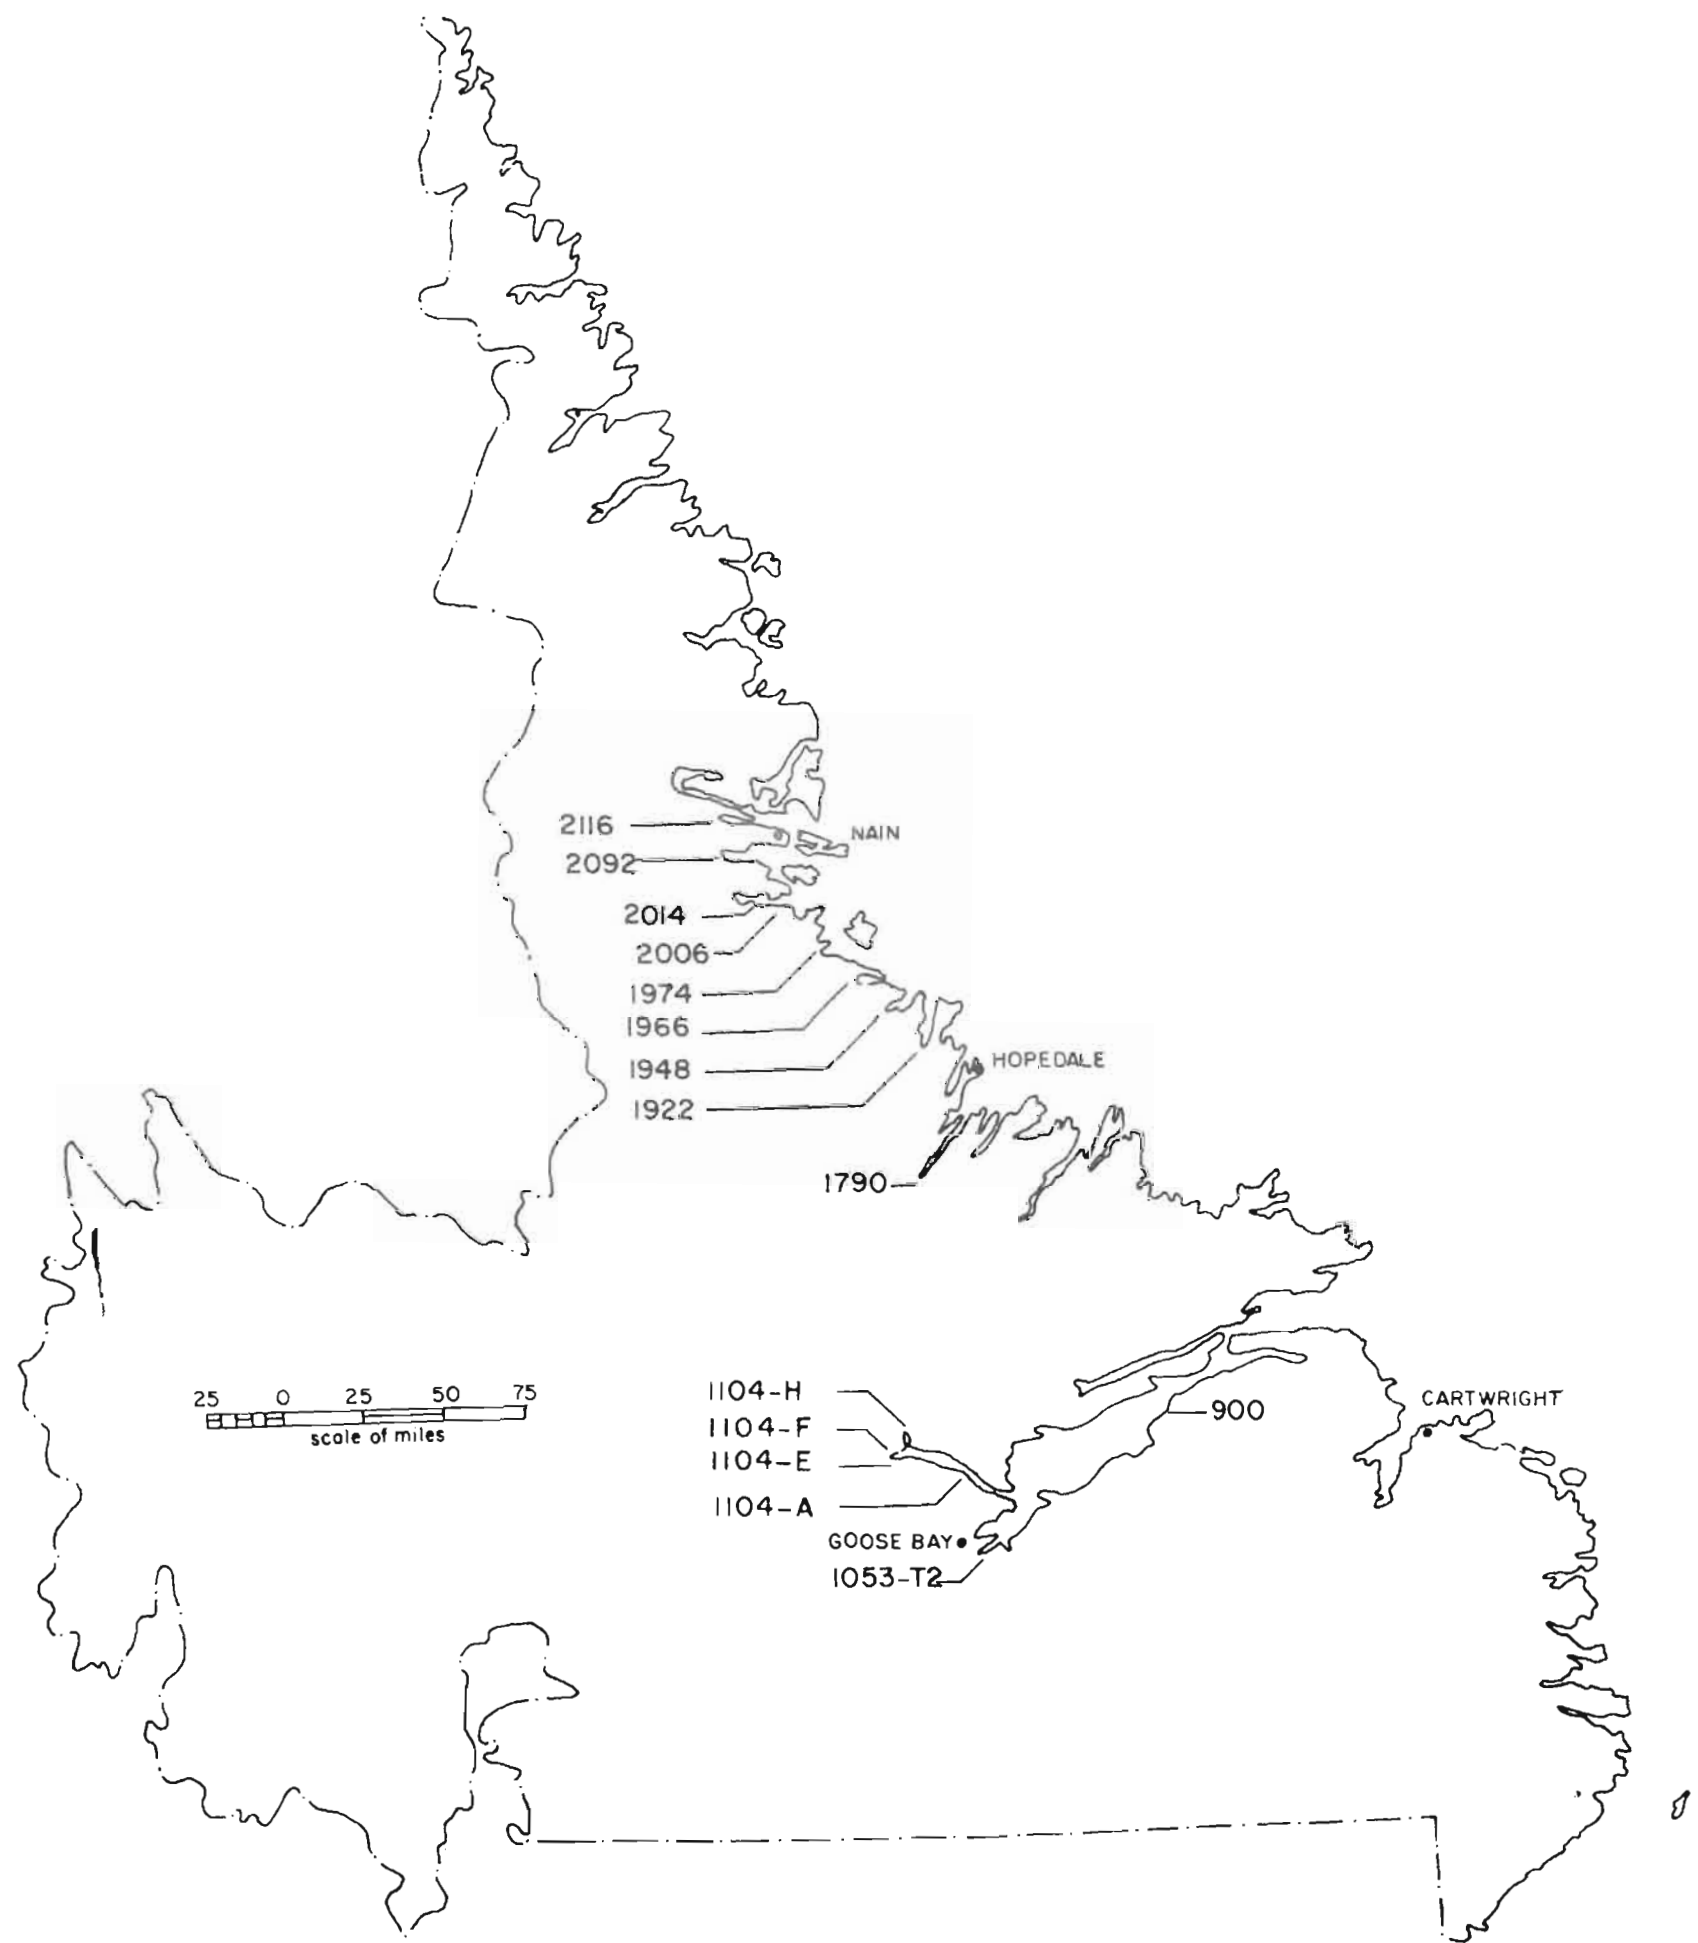 2116
NAIN
2092
2014
2006
1974
1966
1948
HOPEDALE
1922
1790
25 0 25 50 75
scale of miles
1104-H
1104-F
1104-E
1104-A
900
CARTWRIGHT
GOOSE BAY
1053-T2